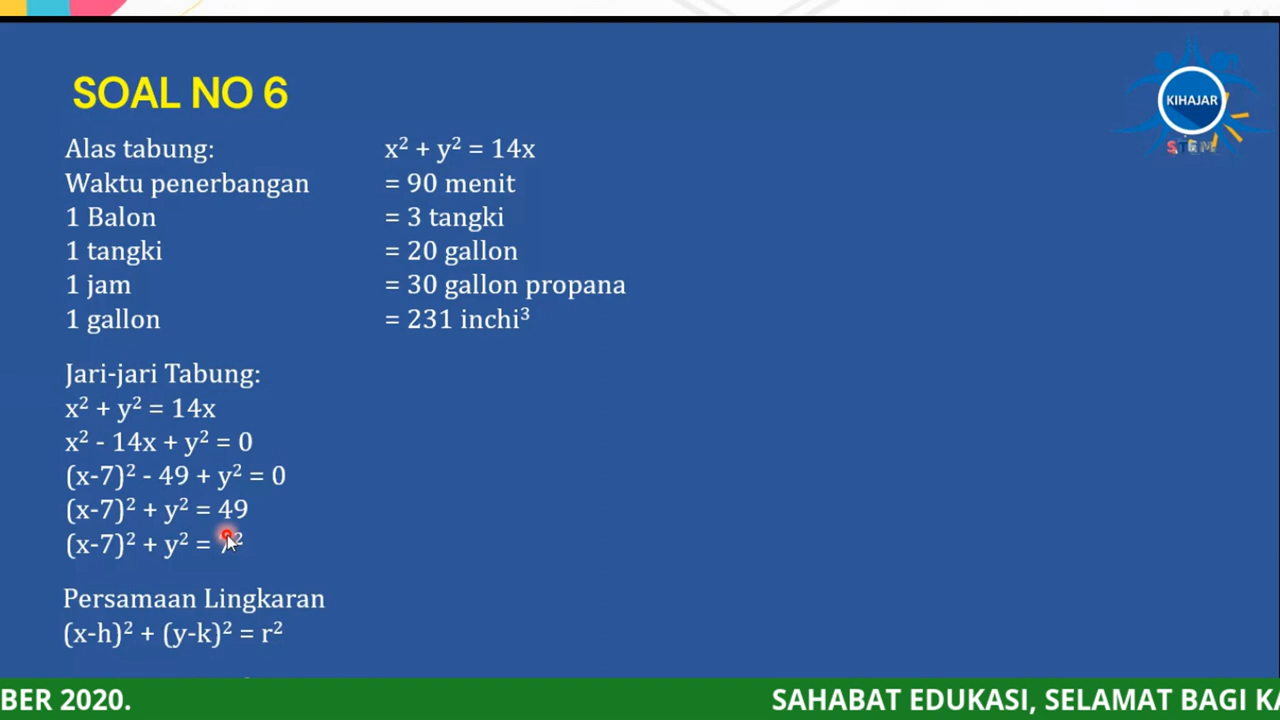 KIHAJAR
STEM
SOAL NO 6
Alas tabung: x² + y² = 14x
Waktu penerbangan = 90 menit
1 Balon = 3 tangki
1 tangki = 20 gallon
1 jam = 30 gallon propana
1 gallon = 231 inchi³
Jari-jari Tabung:
x² + y² = 14x
x² - 14x + y² = 0
(x-7)² - 49 + y² = 0
(x-7)² + y² = 49
(x-7)² + y² = 7²
Persamaan Lingkaran
(x-h)² + (y-k)² = r²
BER 2020. SAHABAT EDUKASI, SELAMAT BAGI KA